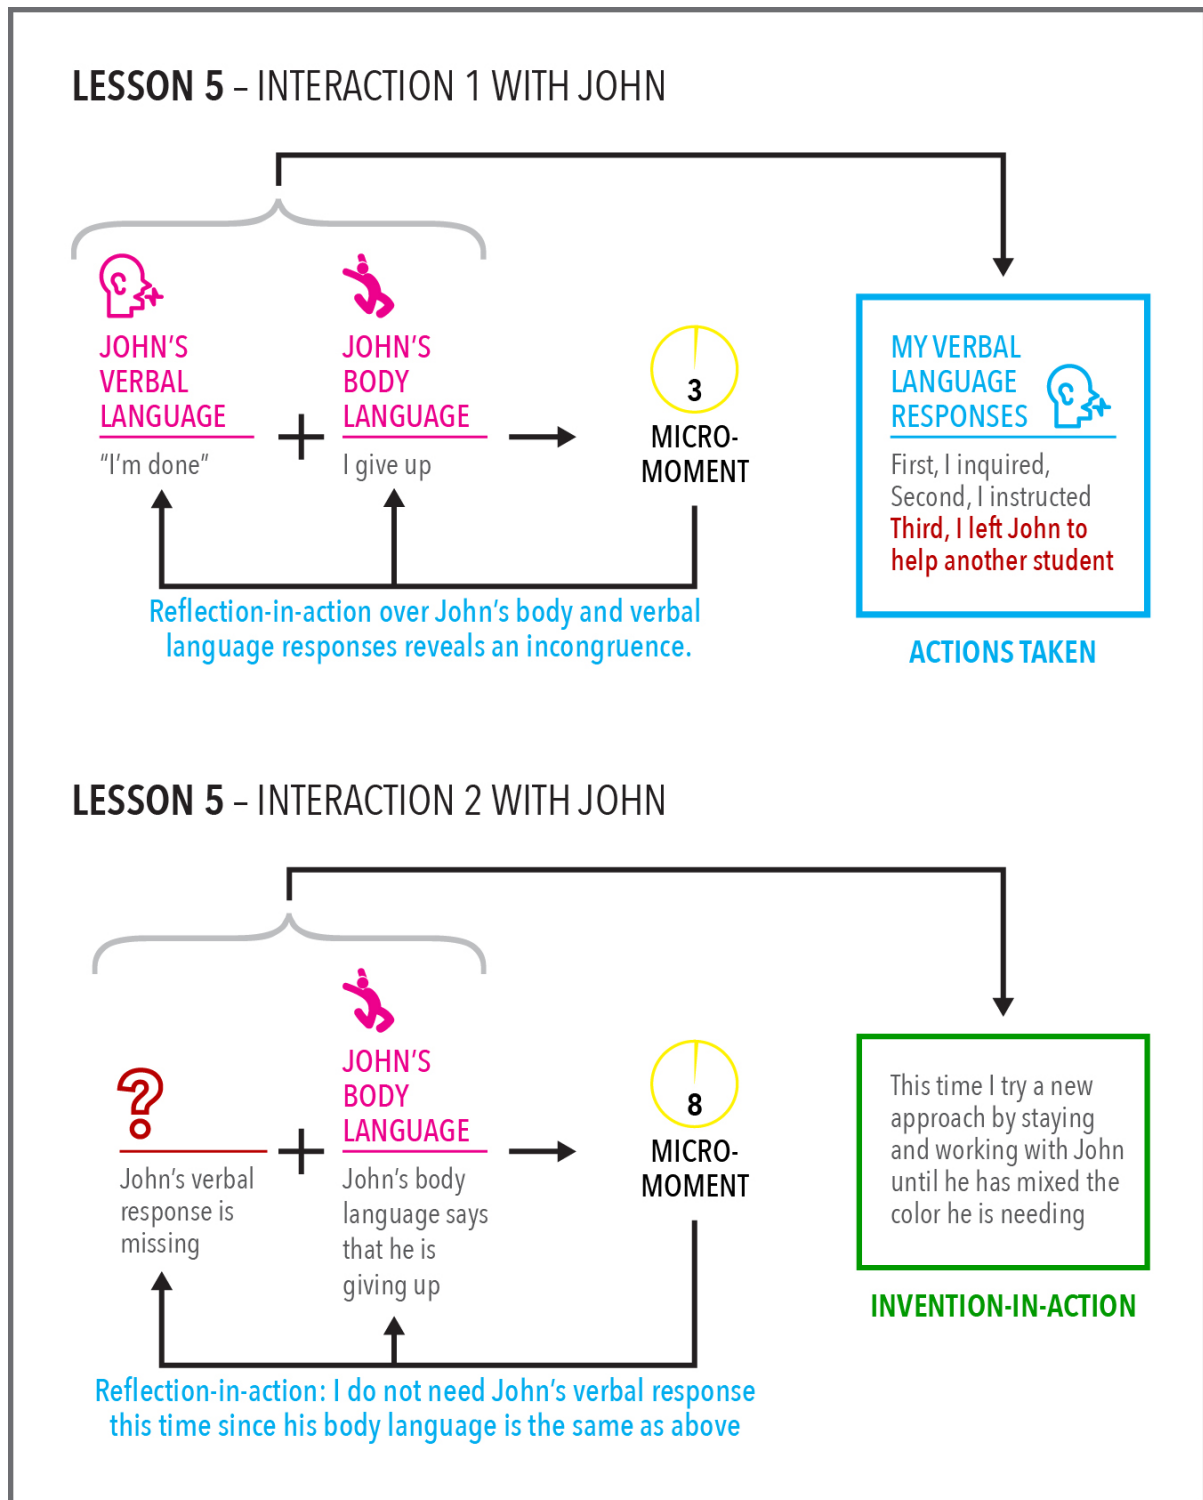 LESSON 5 – INTERACTION 1 WITH JOHN
JOHN'S
VERBAL
LANGUAGE
“I'm done”
+
JOHN'S
BODY
LANGUAGE
I give up
3
MICRO-
MOMENT
MY VERBAL
LANGUAGE
RESPONSES
First, I inquired,
Second, I instructed
Third, I left John to
help another student
ACTIONS TAKEN
Reflection-in-action over John's body and verbal
language responses reveals an incongruence.
LESSON 5 – INTERACTION 2 WITH JOHN
?
John's verbal
response is
missing
+
JOHN'S
BODY
LANGUAGE
John's body
language says
that he is
giving up
8
MICRO-
MOMENT
This time I try a new
approach by staying
and working with John
until he has mixed the
color he is needing
INVENTION-IN-ACTION
Reflection-in-action: I do not need John's verbal response
this time since his body language is the same as above